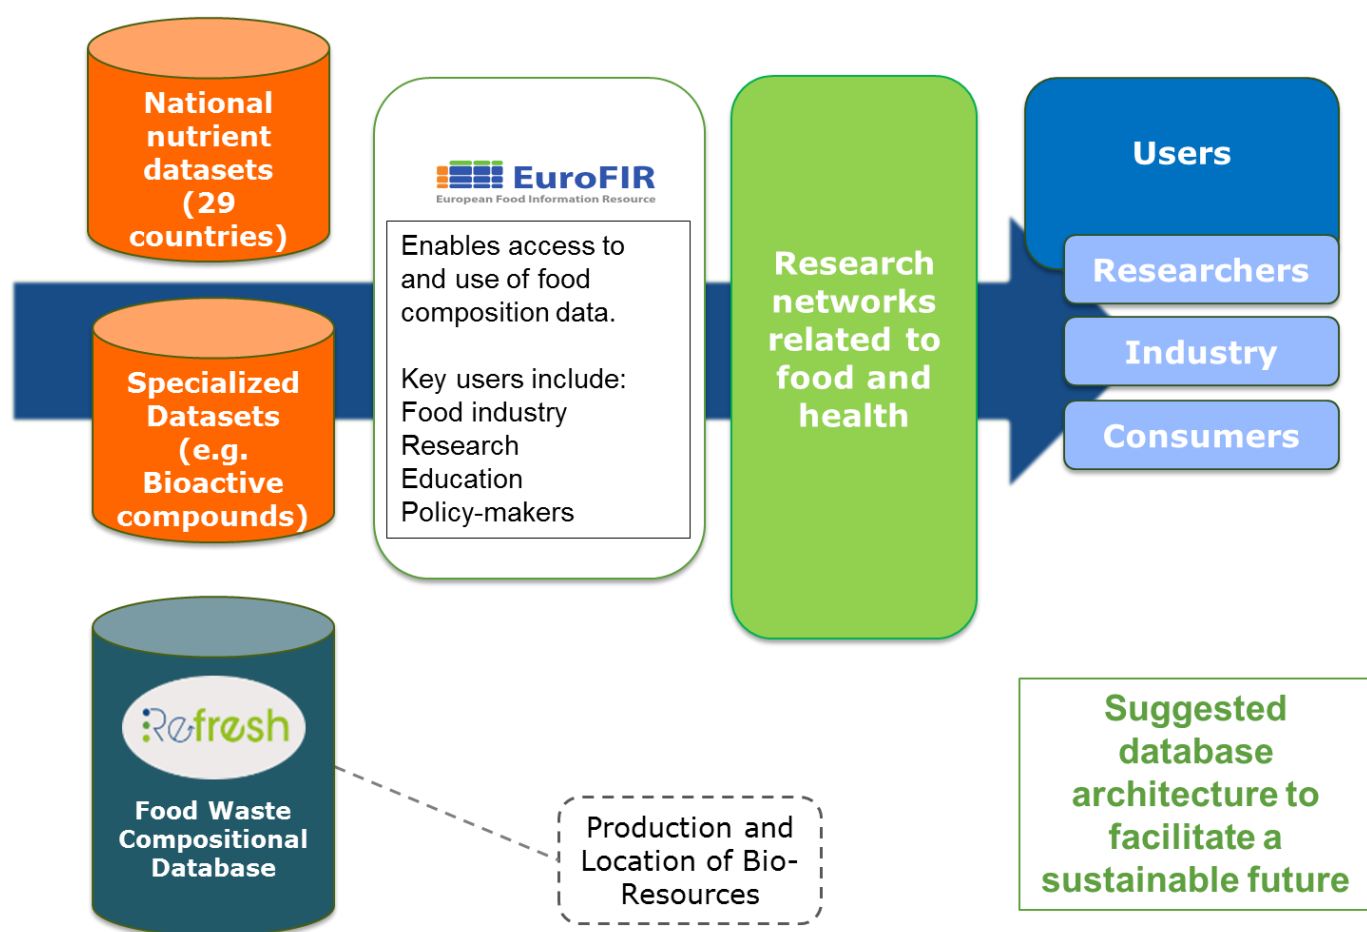 National
nutrient
datasets
(29
countries)
Specialized
Datasets
(e.g.
Bioactive
compounds)
Refresh
Food Waste
Compositional
Database
EuroFIR
European Food Information Resource
Enables access to
and use of food
composition data.
Key users include:
Food industry
Research
Education
Policy-makers
Research
networks
related to
food and
health
Users
Researchers
Industry
Consumers
Production and
Location of Bio-
Resources
Suggested
database
architecture to
facilitate a
sustainable future